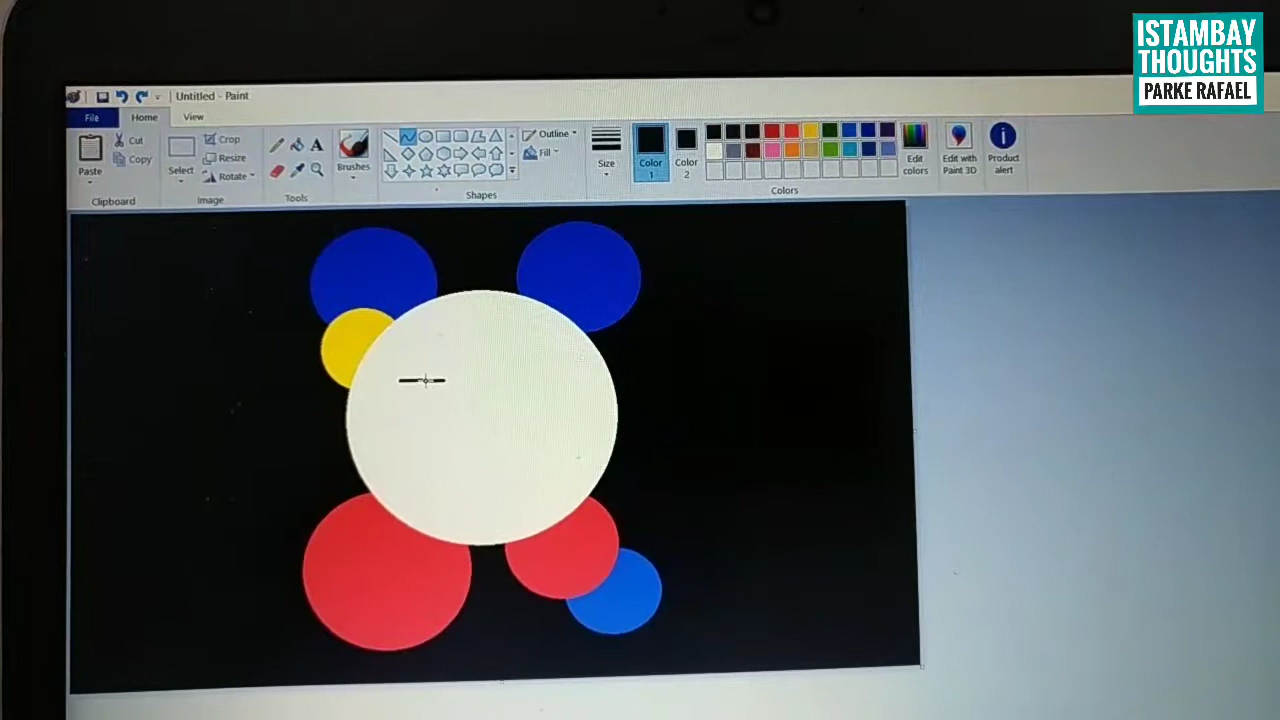 ISTAMBAY
THOUGHTS
PARKE RAFAEL
Untitled - Paint
File
Home
View
Paste
Cut
Copy
Clipboard
Select
Crop
Resize
Rotate
Image
Tools
Brushes
Outline
Fill
Shapes
Size
Color
1
Color
2
Colors
Edit
colors
Edit with
Paint 3D
Product
alert